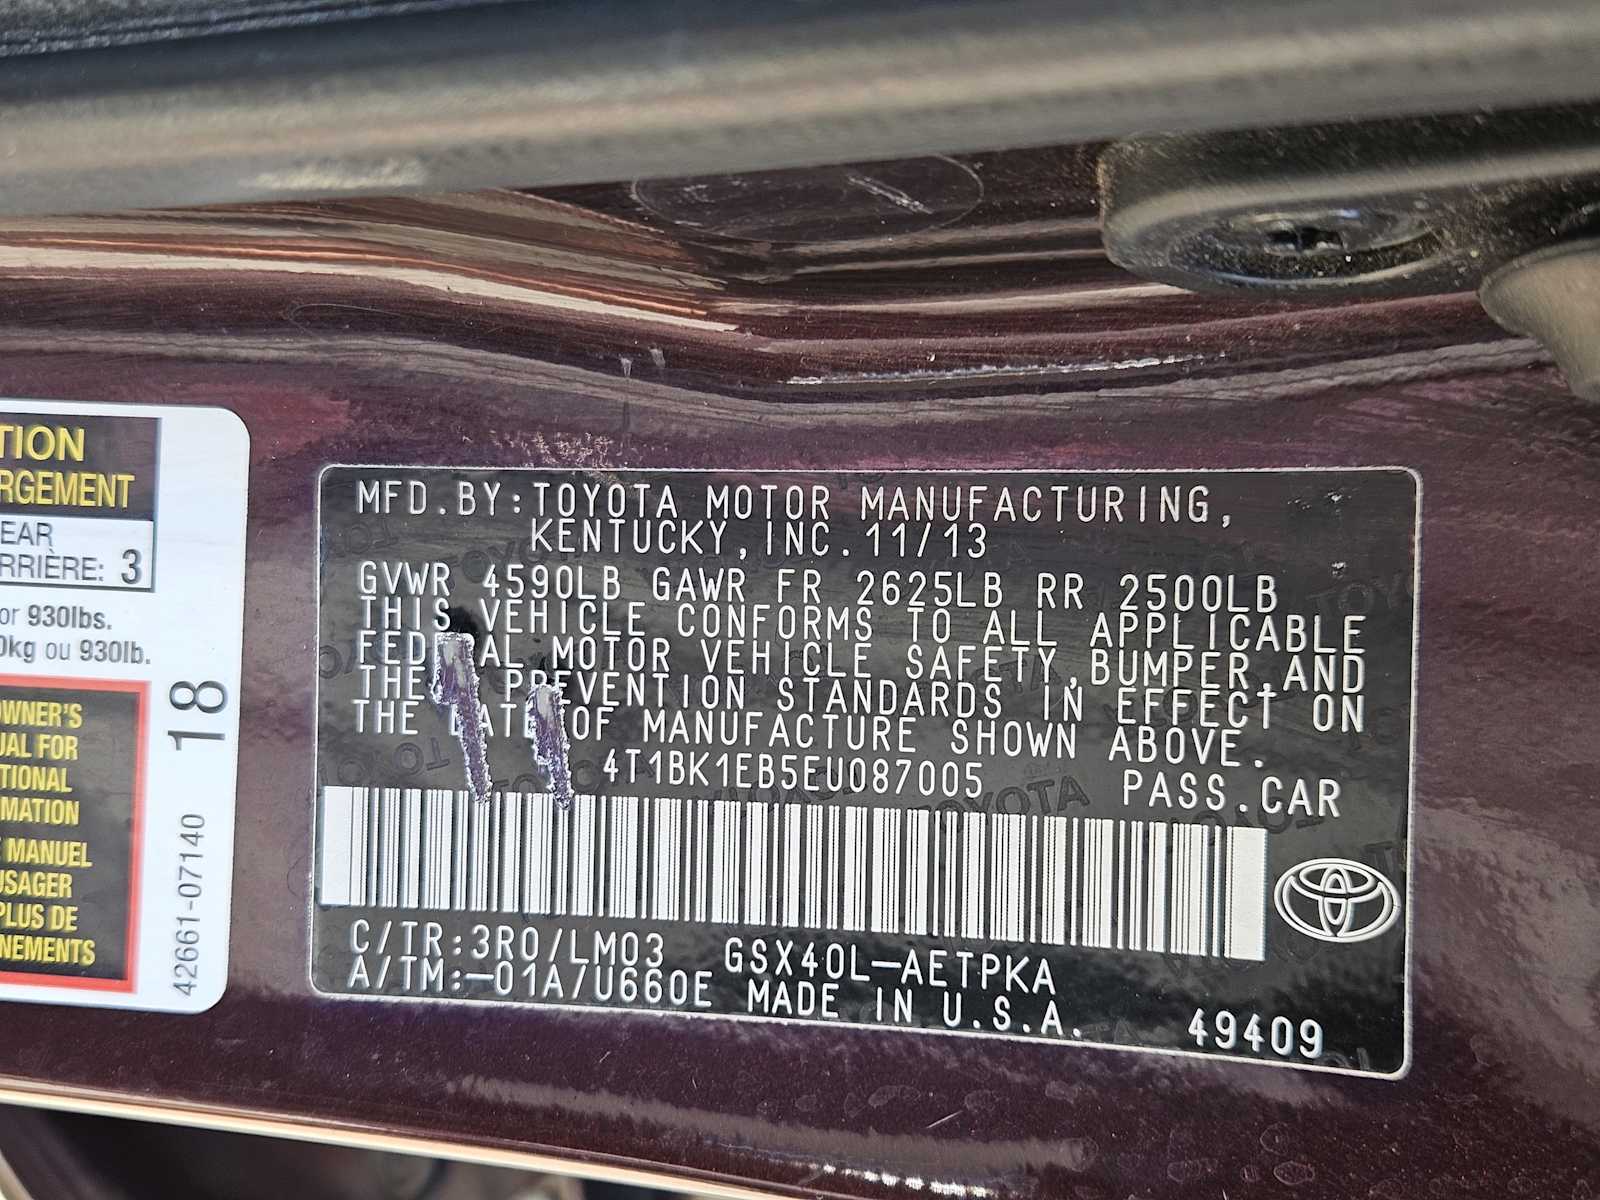 TION
RGEMENT
EAR
RRIÈRE: 3
or 930lbs.
0kg ou 930lb.
OWNER'S
UAL FOR
TIONAL
MATION
MANUEL
USAGER
PLUS DE
NEMENTS
18
42661-07140
MFD.BY:TOYOTA MOTOR MANUFACTURING,
KENTUCKY,INC.11/13
GVWR 4590LB GAWR FR 2625LB RR 2500LB
THIS VEHICLE CONFORMS TO ALL APPLICABLE
FEDERAL MOTOR VEHICLE SAFETY,BUMPER,AND
THE PREVENTION STANDARDS IN EFFECT ON
THE DATE OF MANUFACTURE SHOWN ABOVE.
4T1BK1EB5EU087005 PASS.CAR
C/TR:3R0/LM03 GSX40L-AETPKA
A/TM:-01A/U660E MADE IN U.S.A.
49409